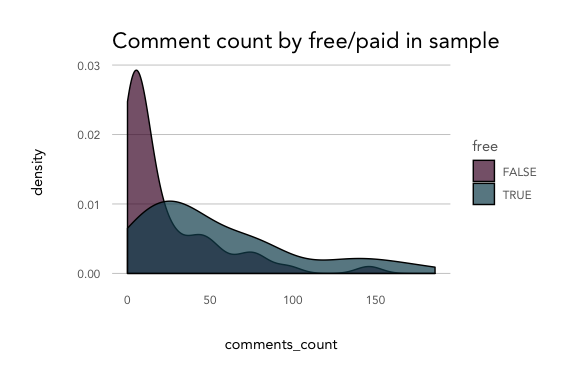 Comment count by free/paid in sample
0.03
0.02
0.01
0.00
density
0 50 100 150
comments_count
free
FALSE
TRUE